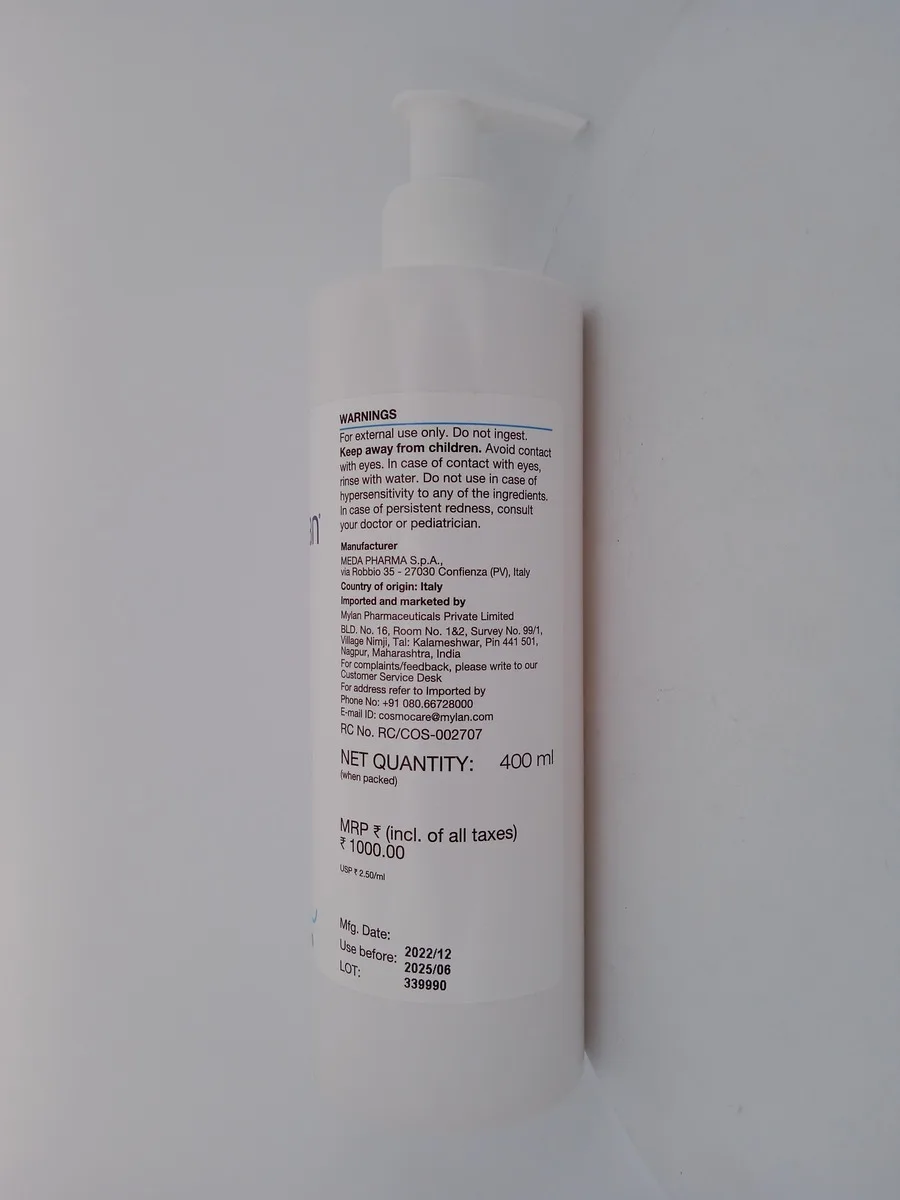 WARNINGS
For external use only. Do not ingest.
Keep away from children. Avoid contact
with eyes. In case of contact with eyes,
rinse with water. Do not use in case of
hypersensitivity to any of the ingredients.
In case of persistent redness, consult
your doctor or pediatrician.
Manufacturer
MEDA PHARMA S.p.A.,
via Robbio 35 - 27030 Confienza (PV), Italy
Country of origin: Italy
Imported and marketed by
Mylan Pharmaceuticals Private Limited
BLD. No. 16, Room No. 1&2, Survey No. 99/1,
Village Nimji, Tal: Kalameshwar, Pin 441 501,
Nagpur, Maharashtra, India
For complaints/feedback, please write to our
Customer Service Desk
For address refer to Imported by
Phone No: +91 080.66728000
E-mail ID: cosmocare@mylan.com
RC No. RC/COS-002707
NET QUANTITY: 400 ml
(when packed)
MRP ₹ (incl. of all taxes)
₹ 1000.00
USP ₹ 2.50/ml
Mfg. Date: 2022/12
Use before: 2025/06
LOT: 339990